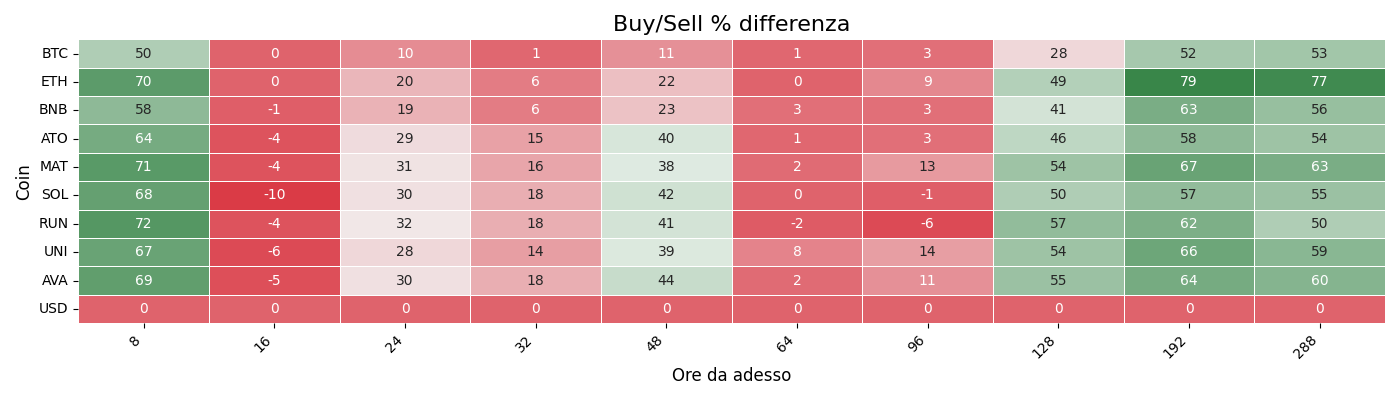 Buy/Sell % differenza
Coin
BTC 50 0 10 1 11 1 3 28 52 53
ETH 70 0 20 6 22 0 9 49 79 77
BNB 58 -1 19 6 23 3 3 41 63 56
ATO 64 -4 29 15 40 1 3 46 58 54
MAT 71 -4 31 16 38 2 13 54 67 63
SOL 68 -10 30 18 42 0 -1 50 57 55
RUN 72 -4 32 18 41 -2 -6 57 62 50
UNI 67 -6 28 14 39 8 14 54 66 59
AVA 69 -5 30 18 44 2 11 55 64 60
USD 0 0 0 0 0 0 0 0 0 0
8 16 24 32 48 64 96 128 192 288
Ore da adesso